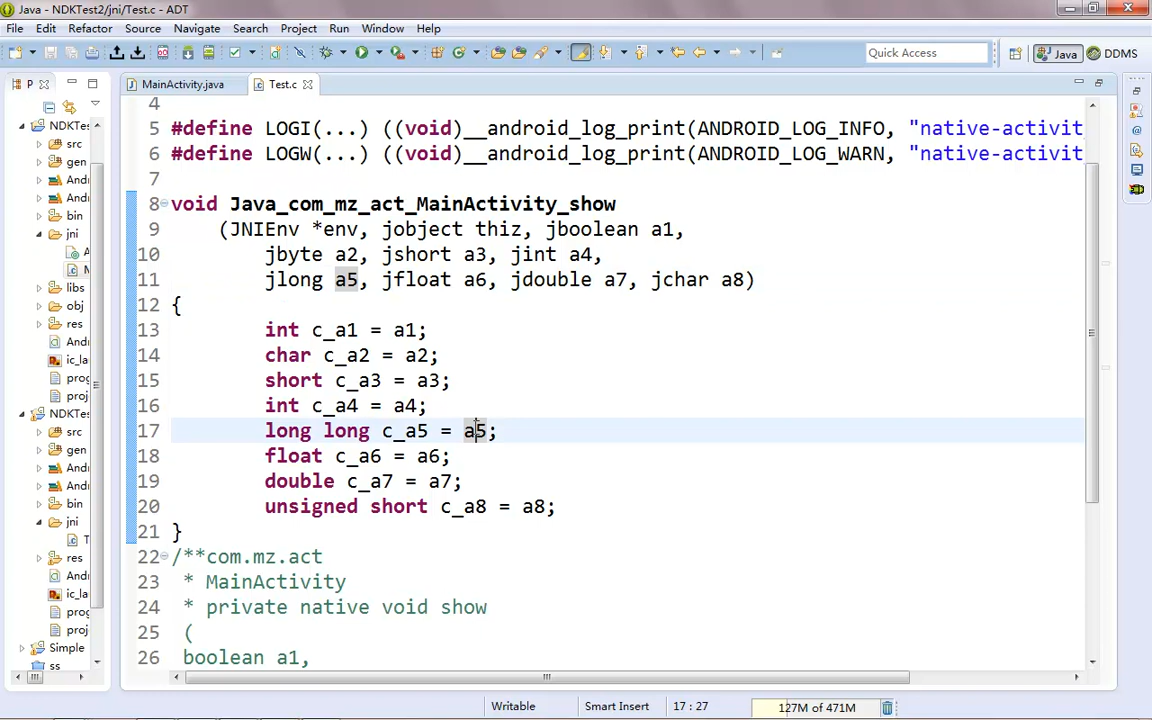 Java - NDKTest2/jni/Test.c - ADT
File Edit Refactor Source Navigate Search Project Run Window Help
Quick Access
Java
DDMS
P
MainActivity.java
Test.c
NDKTe
src
gen
And
And
bin
jni
A
M
libs
obj
res
And
ic_la
prog
proj
NDKTe
src
gen
And
And
bin
jni
T
res
And
ic_la
prog
proj
Simple
ss
4
5 #define LOGI(...) ((void)__android_log_print(ANDROID_LOG_INFO, "native-activit
6 #define LOGW(...) ((void)__android_log_print(ANDROID_LOG_WARN, "native-activit
7
8 void Java_com_mz_act_MainActivity_show
9 (JNIEnv *env, jobject thiz, jboolean a1,
10 jbyte a2, jshort a3, jint a4,
11 jlong a5, jfloat a6, jdouble a7, jchar a8)
12 {
13 int c_a1 = a1;
14 char c_a2 = a2;
15 short c_a3 = a3;
16 int c_a4 = a4;
17 long long c_a5 = a5;
18 float c_a6 = a6;
19 double c_a7 = a7;
20 unsigned short c_a8 = a8;
21 }
22 /**com.mz.act
23 * MainActivity
24 * private native void show
25 (
26 boolean a1,
Writable
Smart Insert
17 : 27
127M of 471M